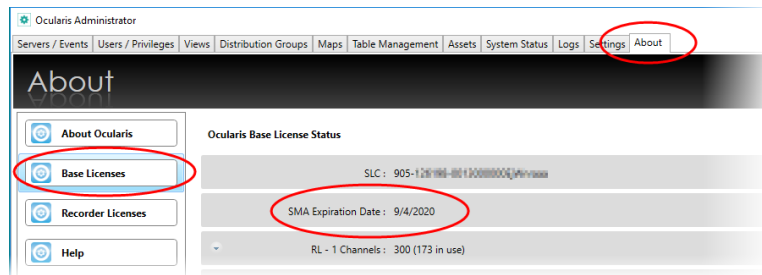 Ocularis Administrator
Servers / Events Users / Privileges Views Distribution Groups Maps Table Management Assets System Status Logs Settings About
About
About Ocularis
Ocularis Base License Status
Base Licenses
SLC : 905-
Recorder Licenses
SMA Expiration Date : 9/4/2020
Help
RL - 1 Channels : 300 (173 in use)